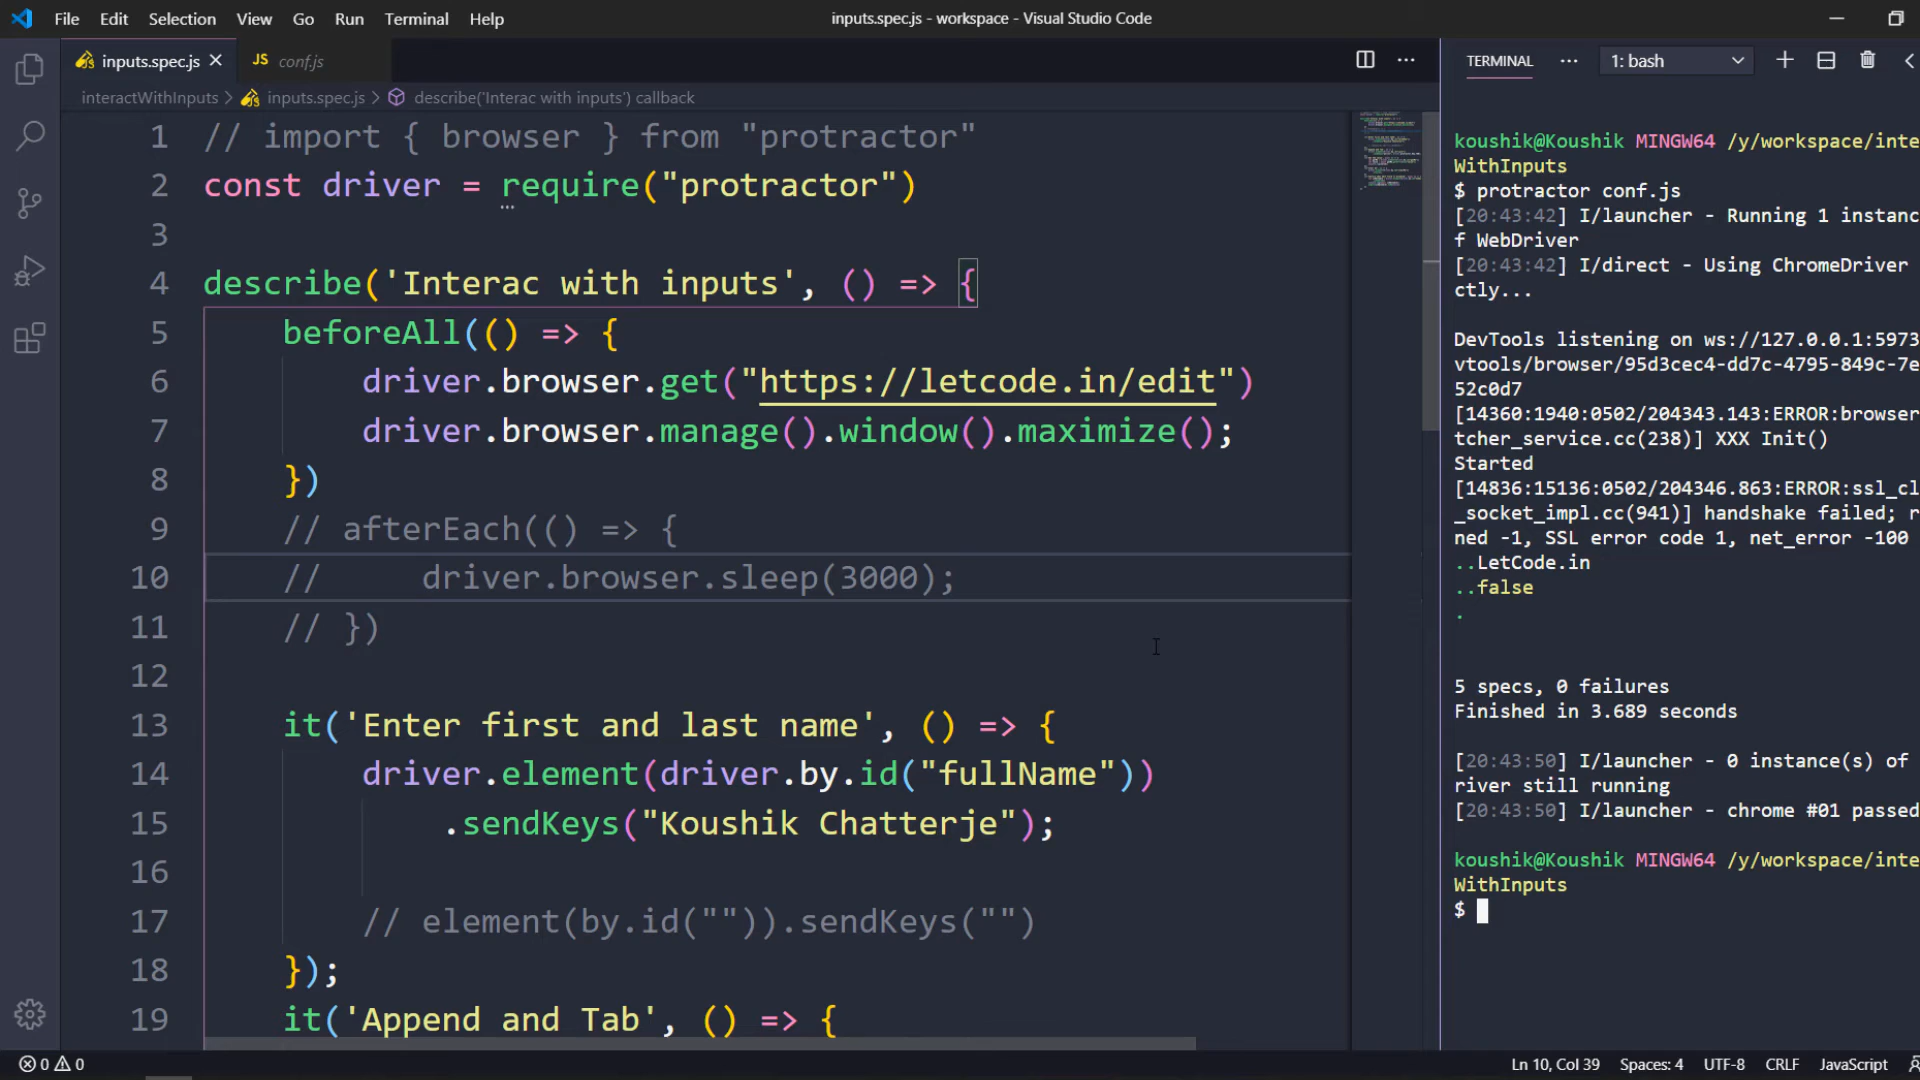 File Edit Selection View Go Run Terminal Help
inputs.spec.js - workspace - Visual Studio Code
inputs.spec.js
JS conf.js
interactWithInputs > inputs.spec.js > describe('Interac with inputs') callback
1 // import { browser } from "protractor"
2 const driver = require("protractor")
3
4 describe('Interac with inputs', () => {
5 beforeAll(() => {
6 driver.browser.get("https://letcode.in/edit")
7 driver.browser.manage().window().maximize();
8 })
9 // afterEach(() => {
10 //     driver.browser.sleep(3000);
11 // })
12
13 it('Enter first and last name', () => {
14 driver.element(driver.by.id("fullName"))
15 .sendKeys("Koushik Chatterje");
16
17 // element(by.id("")).sendKeys("")
18 });
19 it('Append and Tab', () => {
TERMINAL
1: bash
koushik@Koushik MINGW64 /y/workspace/inte
WithInputs
$ protractor conf.js
[20:43:42] I/launcher - Running 1 instanc
f WebDriver
[20:43:42] I/direct - Using ChromeDriver
ctly...
DevTools listening on ws://127.0.0.1:5973
vtools/browser/95d3cec4-dd7c-4795-849c-7e
52c0d7
[14360:1940:0502/204343.143:ERROR:browser
tcher_service.cc(238)] XXX Init()
Started
[14836:15136:0502/204346.863:ERROR:ssl_cl
_socket_impl.cc(941)] handshake failed; r
ned -1, SSL error code 1, net_error -100
..LetCode.in
..false
.
5 specs, 0 failures
Finished in 3.689 seconds
[20:43:50] I/launcher - 0 instance(s) of
river still running
[20:43:50] I/launcher - chrome #01 passed
koushik@Koushik MINGW64 /y/workspace/inte
WithInputs
$
0 0
Ln 10, Col 39 Spaces: 4 UTF-8 CRLF JavaScript